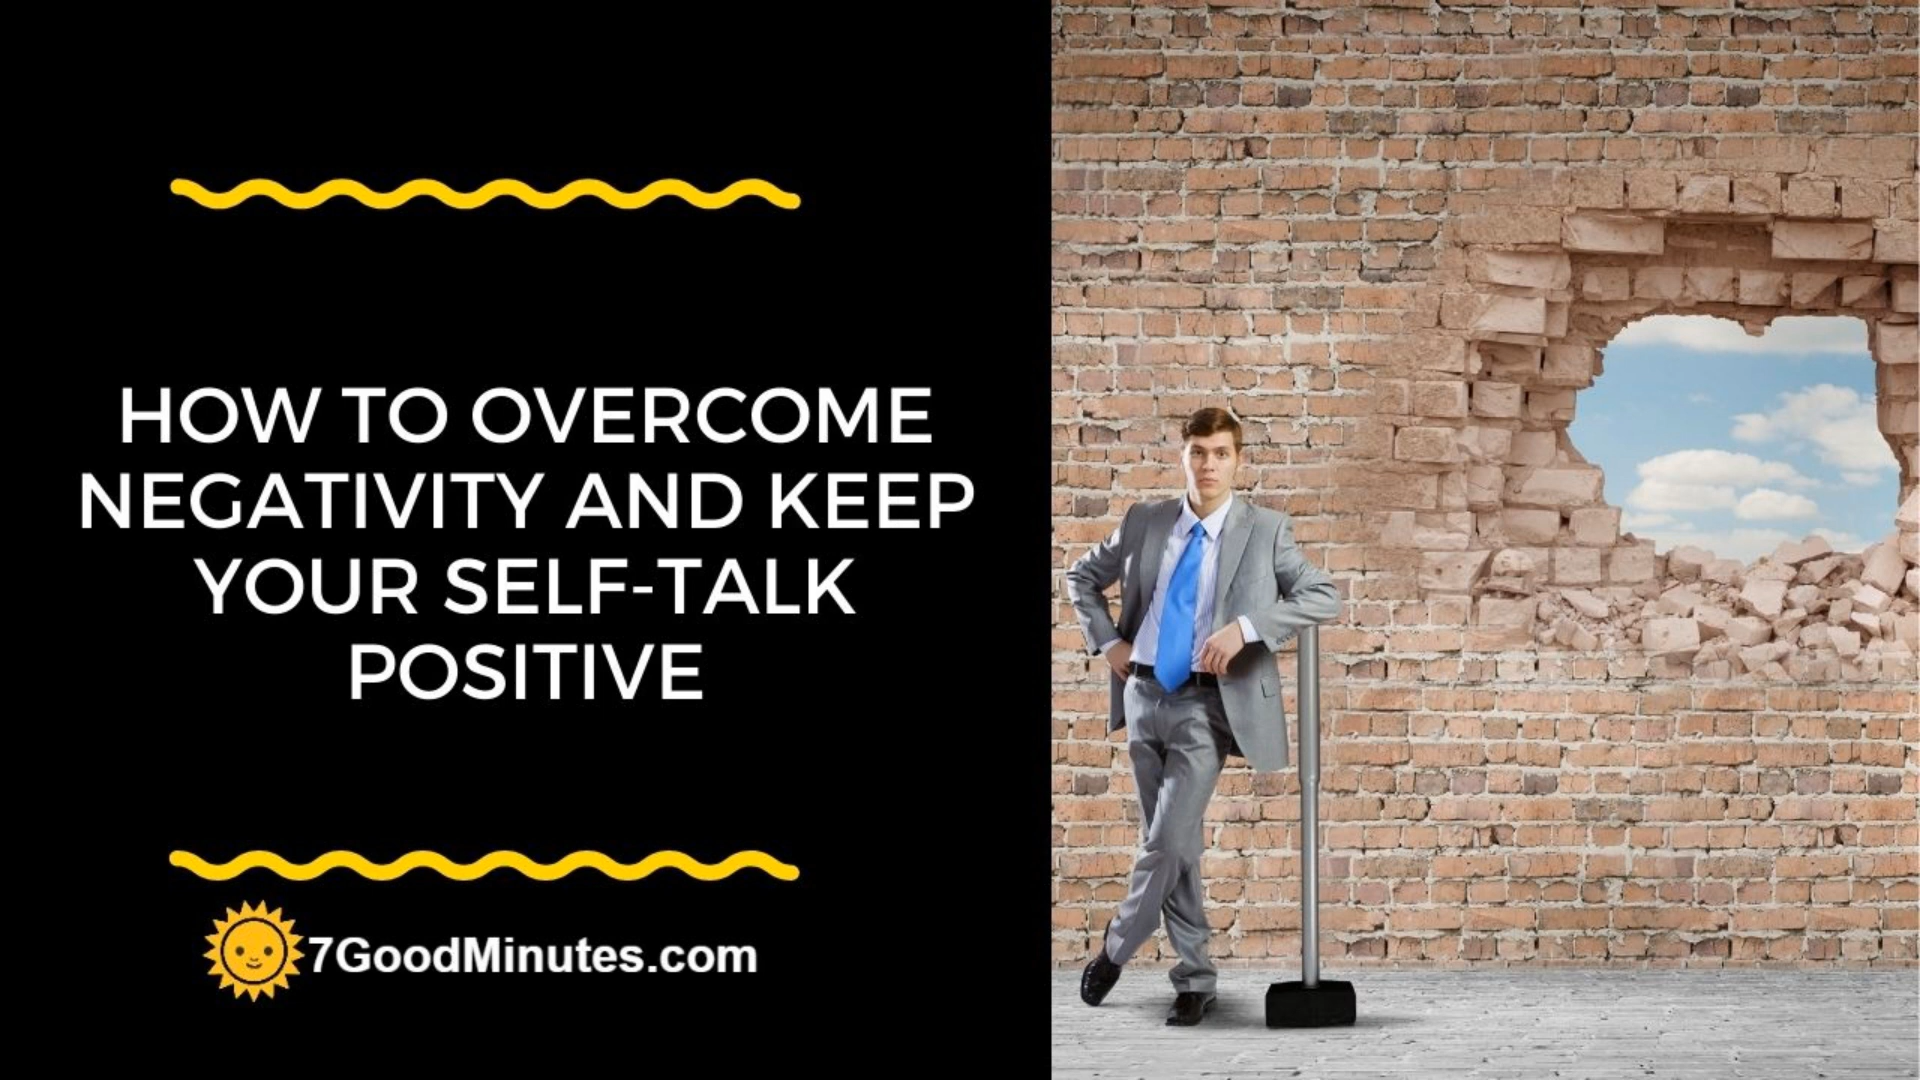 HOW TO OVERCOME
NEGATIVITY AND KEEP
YOUR SELF-TALK
POSITIVE
7GoodMinutes.com